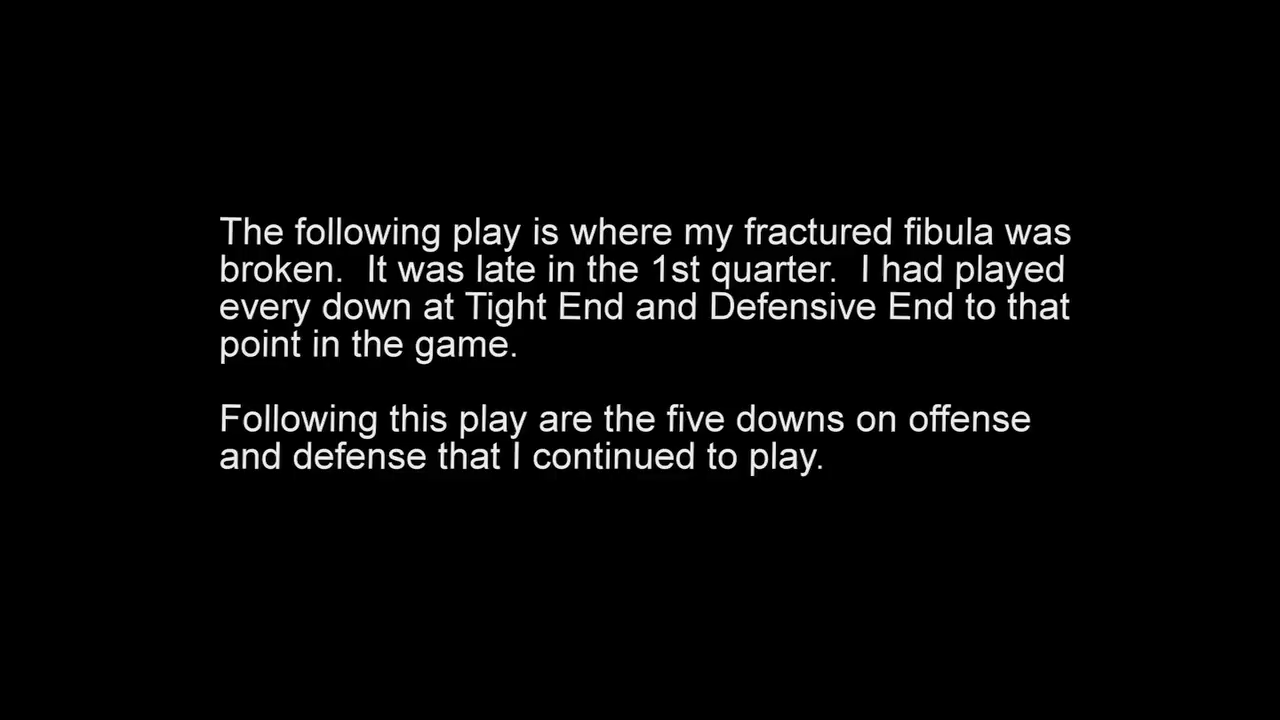 The following play is where my fractured fibula was
broken.  It was late in the 1st quarter.  I had played
every down at Tight End and Defensive End to that
point in the game.
Following this play are the five downs on offense
and defense that I continued to play.